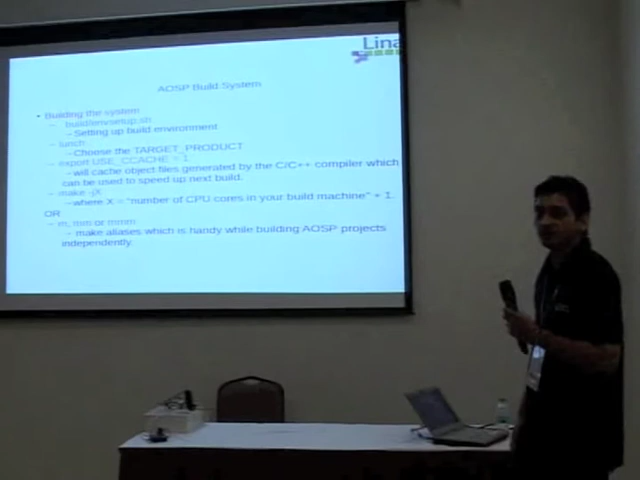 Lina
AOSP Build System
• Building the system
– build/envsetup.sh
– Setting up build environment
– lunch
– Choose the TARGET_PRODUCT
– export USE_CCACHE = 1
– will cache object files generated by the C/C++ compiler which
can be used to speed up next build.
– make -jX
– where X = "number of CPU cores in your build machine" + 1.
OR
– m, mm or mmm
– make aliases which is handy while building AOSP projects
independently.